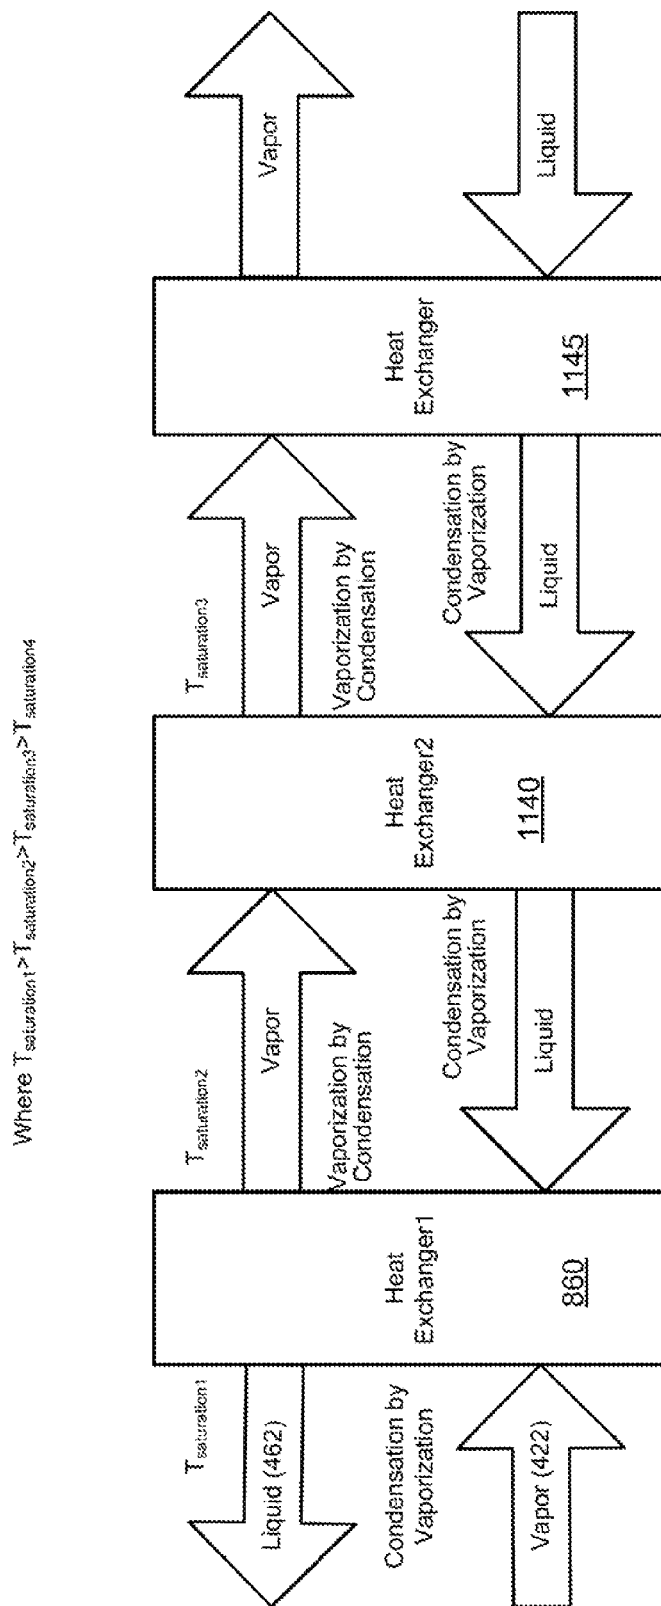 Where Tsaturation1>Tsaturation2>Tsaturation3>Tsaturation4
Tsaturation1
Liquid (462)
Condensation by
Vaporization
Vapor (422)
Heat
Exchanger1
860
Tsaturation2
Vapor
Vaporization by
Condensation
Condensation by
Vaporization
Liquid
Heat
Exchanger2
1140
Tsaturation3
Vapor
Vaporization by
Condensation
Condensation by
Vaporization
Liquid
Heat
Exchanger
1145
Vapor
Liquid